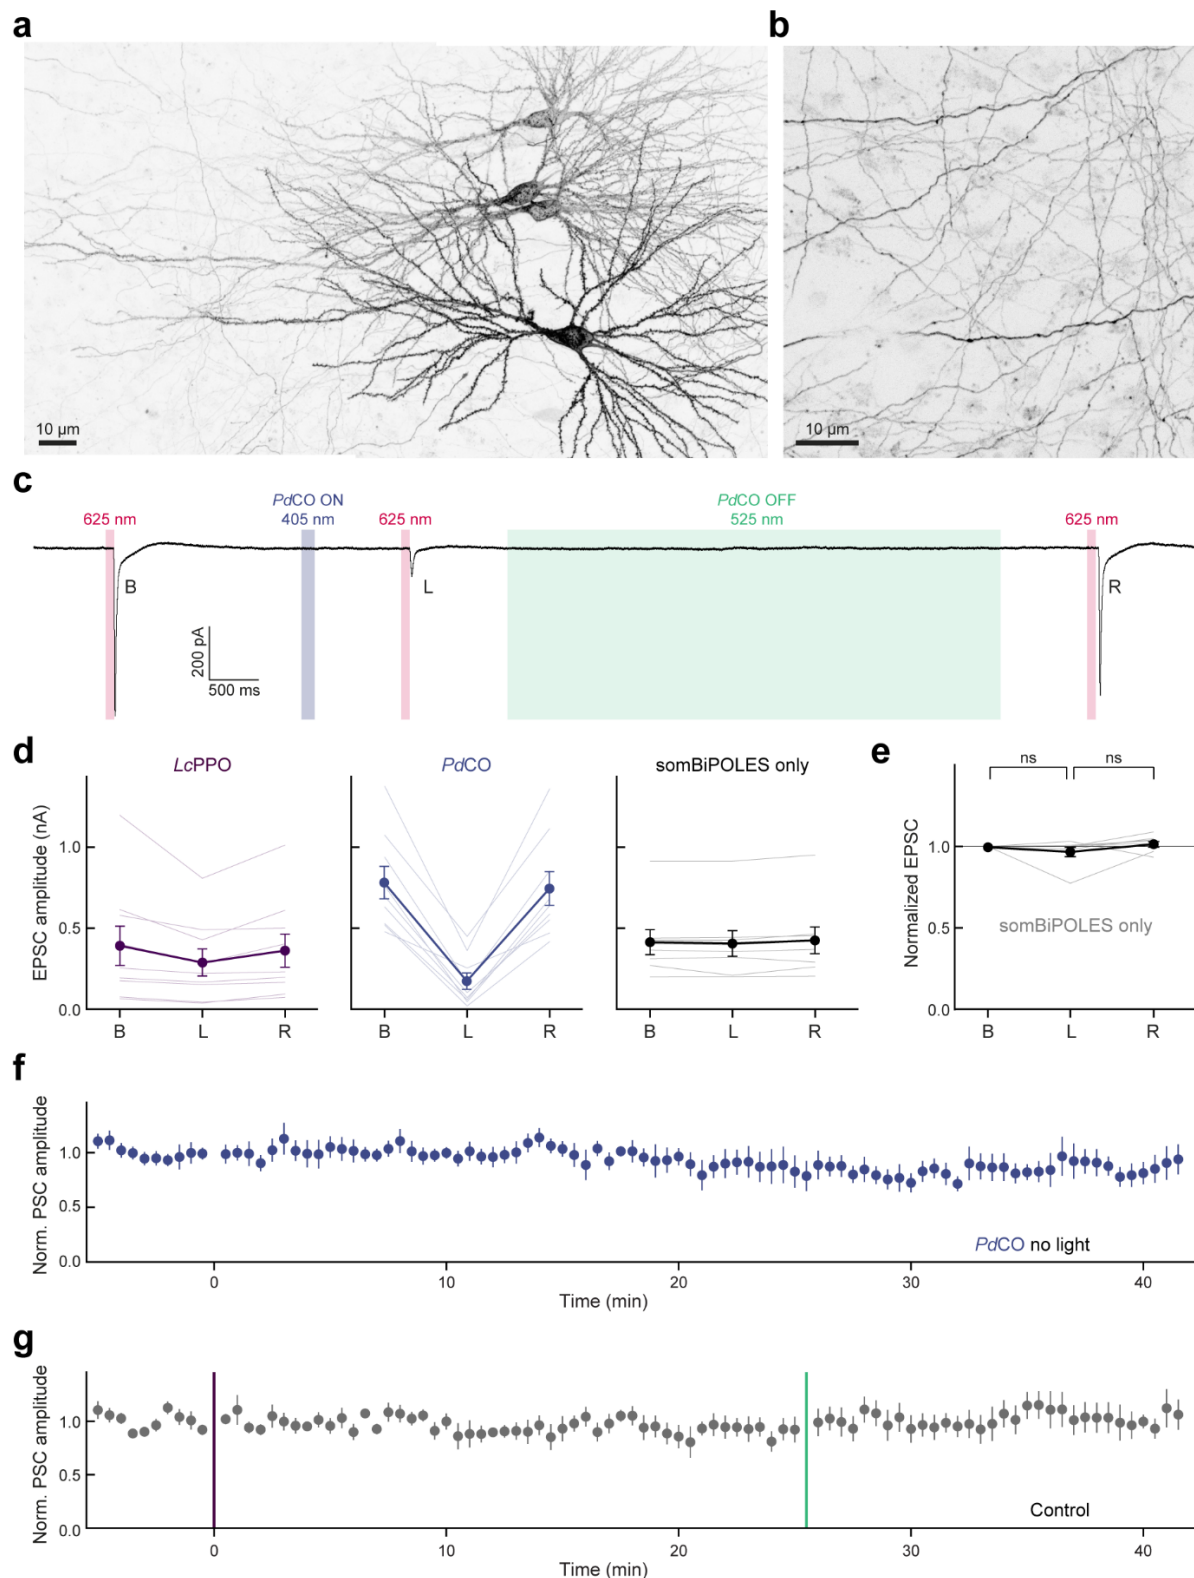 a
b
10 µm
10 µm
c
PdCO ON
PdCO OFF
625 nm
405 nm
625 nm
525 nm
625 nm
B
L
R
200 pA
500 ms
d
LcPPO
PdCO
somBiPOLES only
EPSC amplitude (nA)
1.0
0.5
0.0
B
L
R
B
L
R
B
L
R
e
ns
ns
Normalized EPSC
1.0
0.5
0.0
somBiPOLES only
B
L
R
f
Norm. PSC amplitude
1.0
0.5
0.0
PdCO no light
0
10
20
30
40
Time (min)
g
Norm. PSC amplitude
1.0
0.5
0.0
Control
0
10
20
30
40
Time (min)